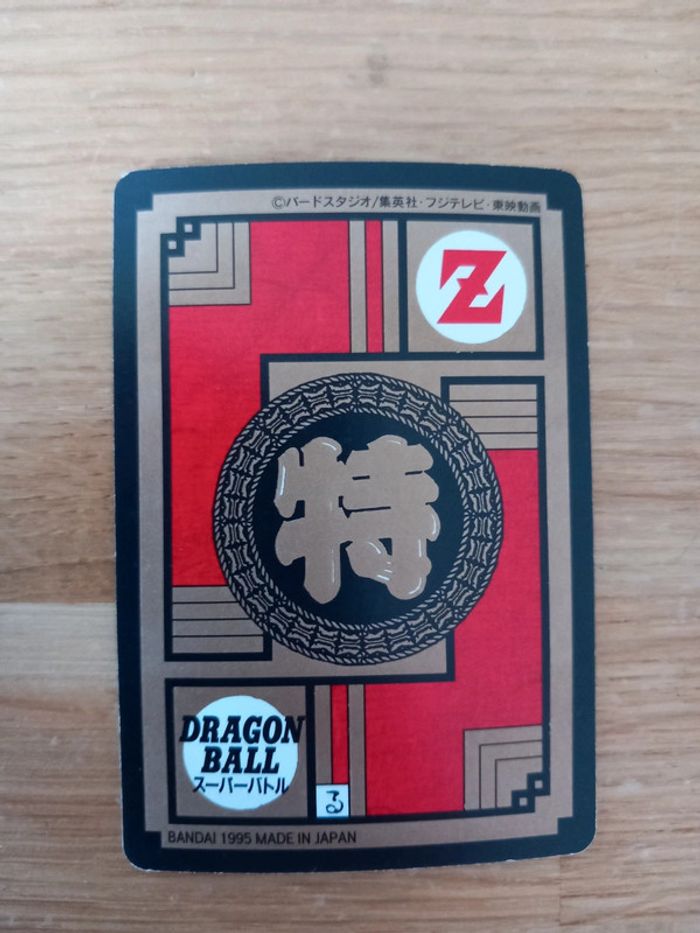 ©バードスタジオ/集英社・フジテレビ・東映動画
Z
特
DRAGON
BALL
スーパーバトル
る
BANDAI 1995 MADE IN JAPAN